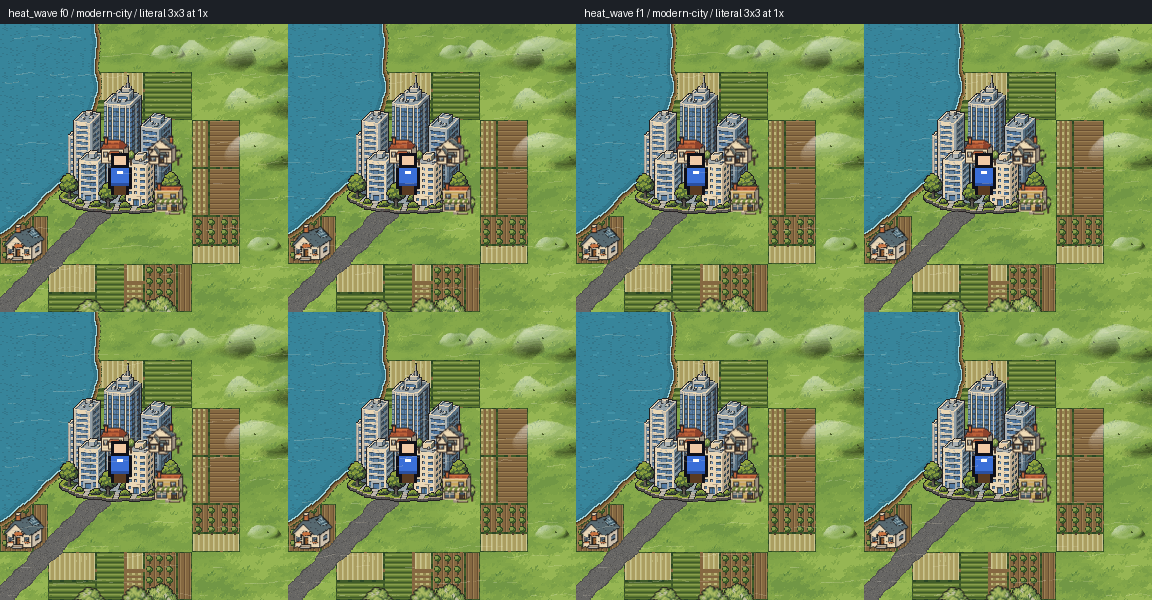 heat_wave f0 / modern-city / literal 3x3 at 1x
heat_wave f1 / modern-city / literal 3x3 at 1x